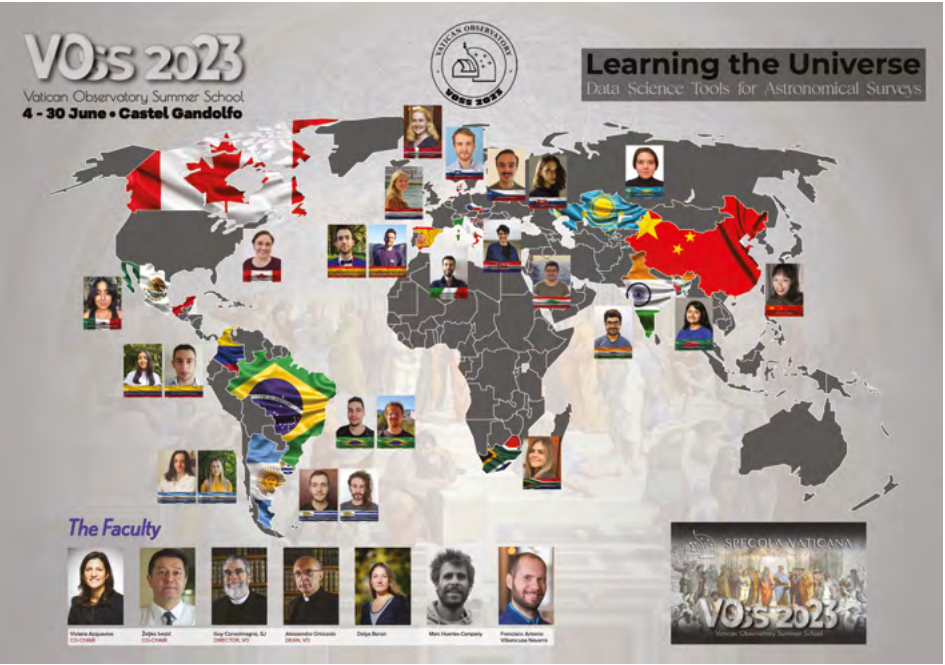 VOSS 2023
Vatican Observatory Summer School
4 - 30 June • Castel Gandolfo
VATICAN OBSERVATORY
VOSS 2023
Learning the Universe
Data Science Tools for Astronomical Surveys
The Faculty
Viviana Acquaviva
CO-CHAIR
Željko Ivezić
CO-CHAIR
Guy Consolmagno, SJ
DIRECTOR, VO
Alessandro Omizzolo
DEAN, VO
Dalya Baron
Marc Huertas-Company
Francisco Antonio
Villaescusa Navarro
SPECOLA VATICANA
VOSS 2023
Vatican Observatory Summer School